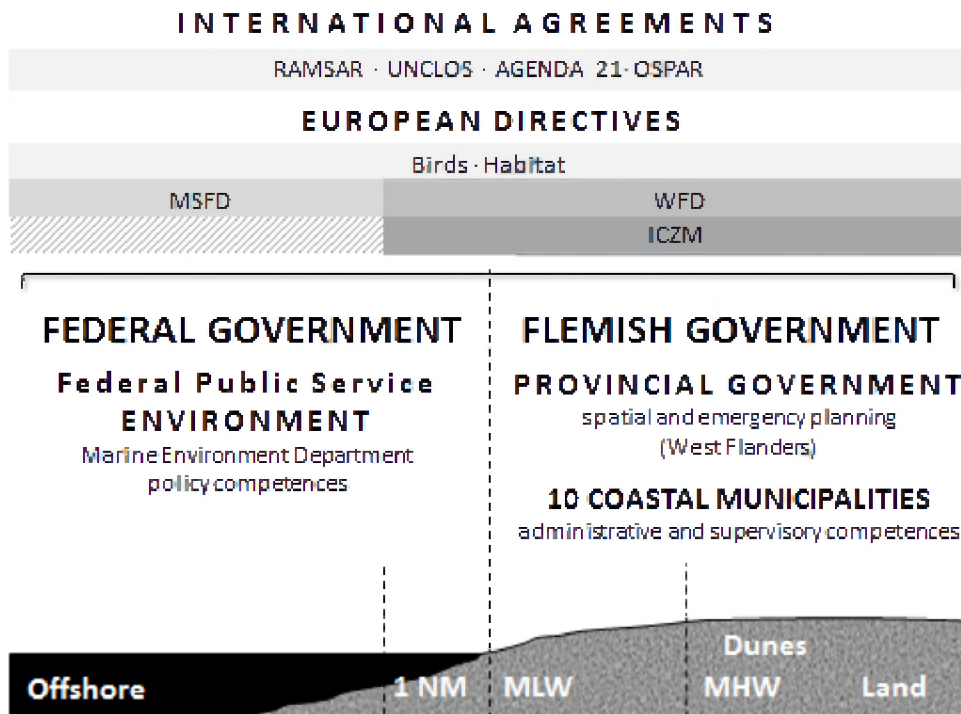 INTERNATIONAL AGREEMENTS
RAMSAR · UNCLOS · AGENDA 21· OSPAR
EUROPEAN DIRECTIVES
Birds · Habitat
MSFD
WFD
ICZM
FEDERAL GOVERNMENT
Federal Public Service
ENVIRONMENT
Marine Environment Department
policy competences
FLEMISH GOVERNMENT
PROVINCIAL GOVERNMENT
spatial and emergency planning
(West Flanders)
10 COASTAL MUNICIPALITIES
administrative and supervisory competences
Dunes
Offshore
1 NM
MLW
MHW
Land